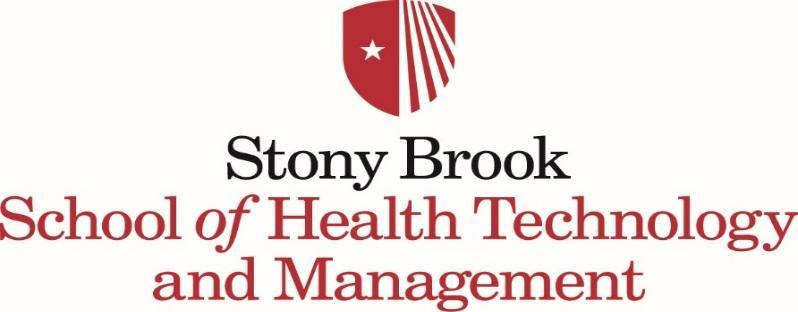 Stony Brook
School of Health Technology
and Management